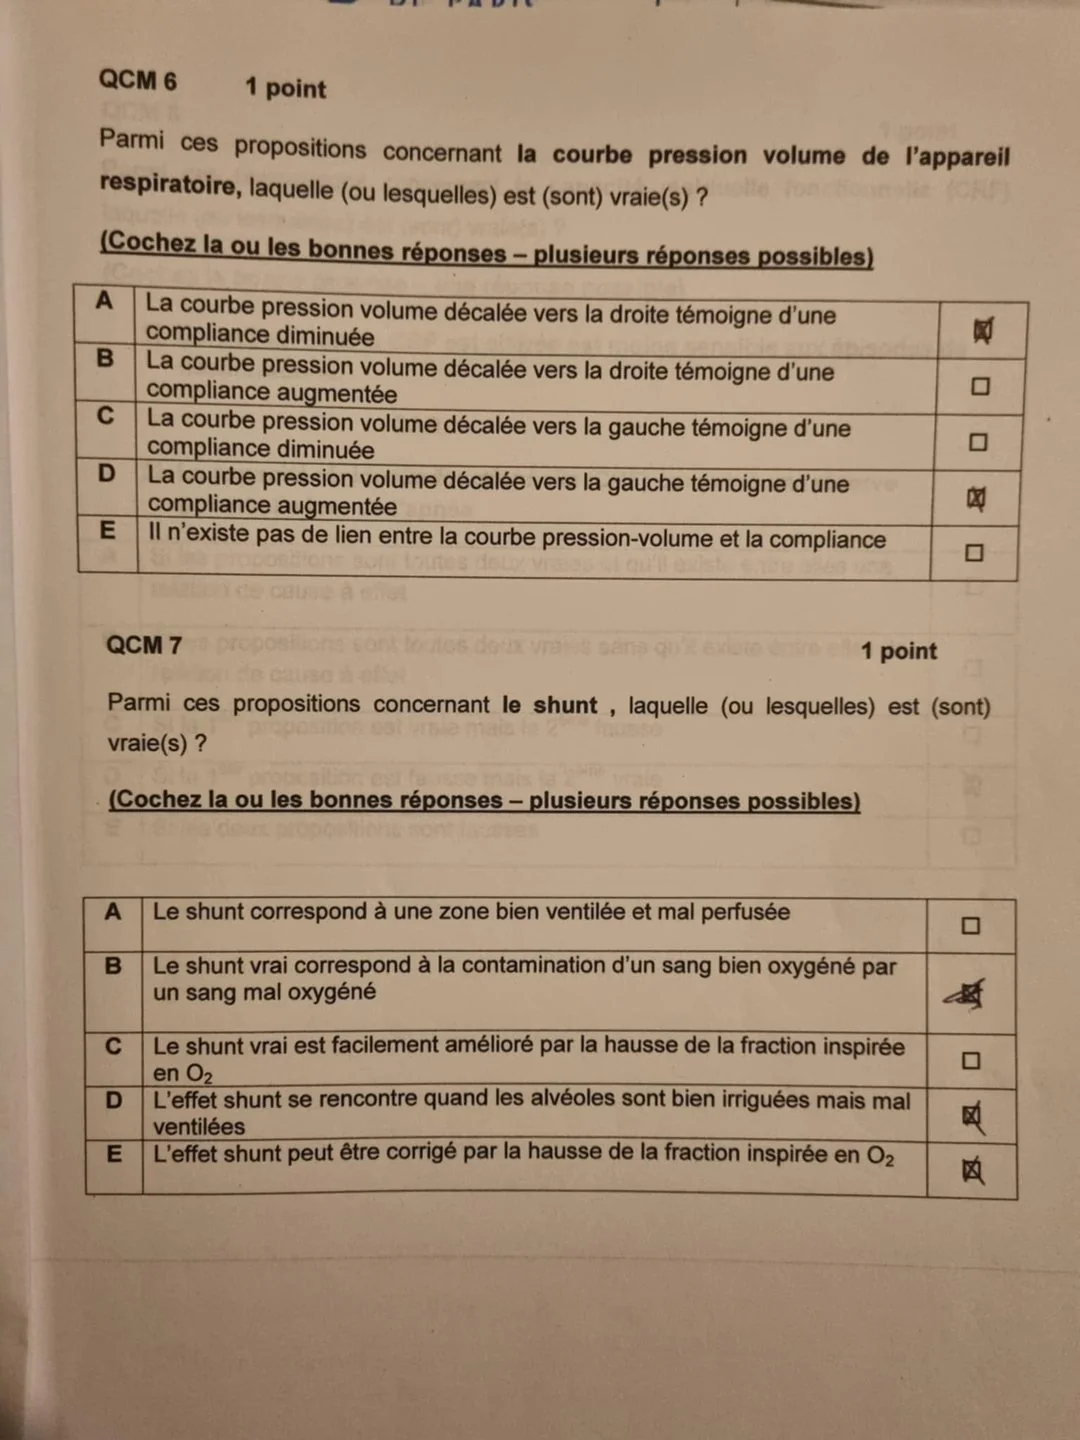 QCM 6 1 point
Parmi ces propositions concernant la courbe pression volume de l'appareil
respiratoire, laquelle (ou lesquelles) est (sont) vraie(s) ?
(Cochez la ou les bonnes réponses – plusieurs réponses possibles)
A La courbe pression volume décalée vers la droite témoigne d'une
compliance diminuée
B La courbe pression volume décalée vers la droite témoigne d'une
compliance augmentée
C La courbe pression volume décalée vers la gauche témoigne d'une
compliance diminuée
D La courbe pression volume décalée vers la gauche témoigne d'une
compliance augmentée
E Il n'existe pas de lien entre la courbe pression-volume et la compliance
QCM 7 1 point
Parmi ces propositions concernant le shunt , laquelle (ou lesquelles) est (sont)
vraie(s) ?
(Cochez la ou les bonnes réponses – plusieurs réponses possibles)
A Le shunt correspond à une zone bien ventilée et mal perfusée
B Le shunt vrai correspond à la contamination d'un sang bien oxygéné par
un sang mal oxygéné
C Le shunt vrai est facilement amélioré par la hausse de la fraction inspirée
en O₂
D L'effet shunt se rencontre quand les alvéoles sont bien irriguées mais mal
ventilées
E L'effet shunt peut être corrigé par la hausse de la fraction inspirée en O₂